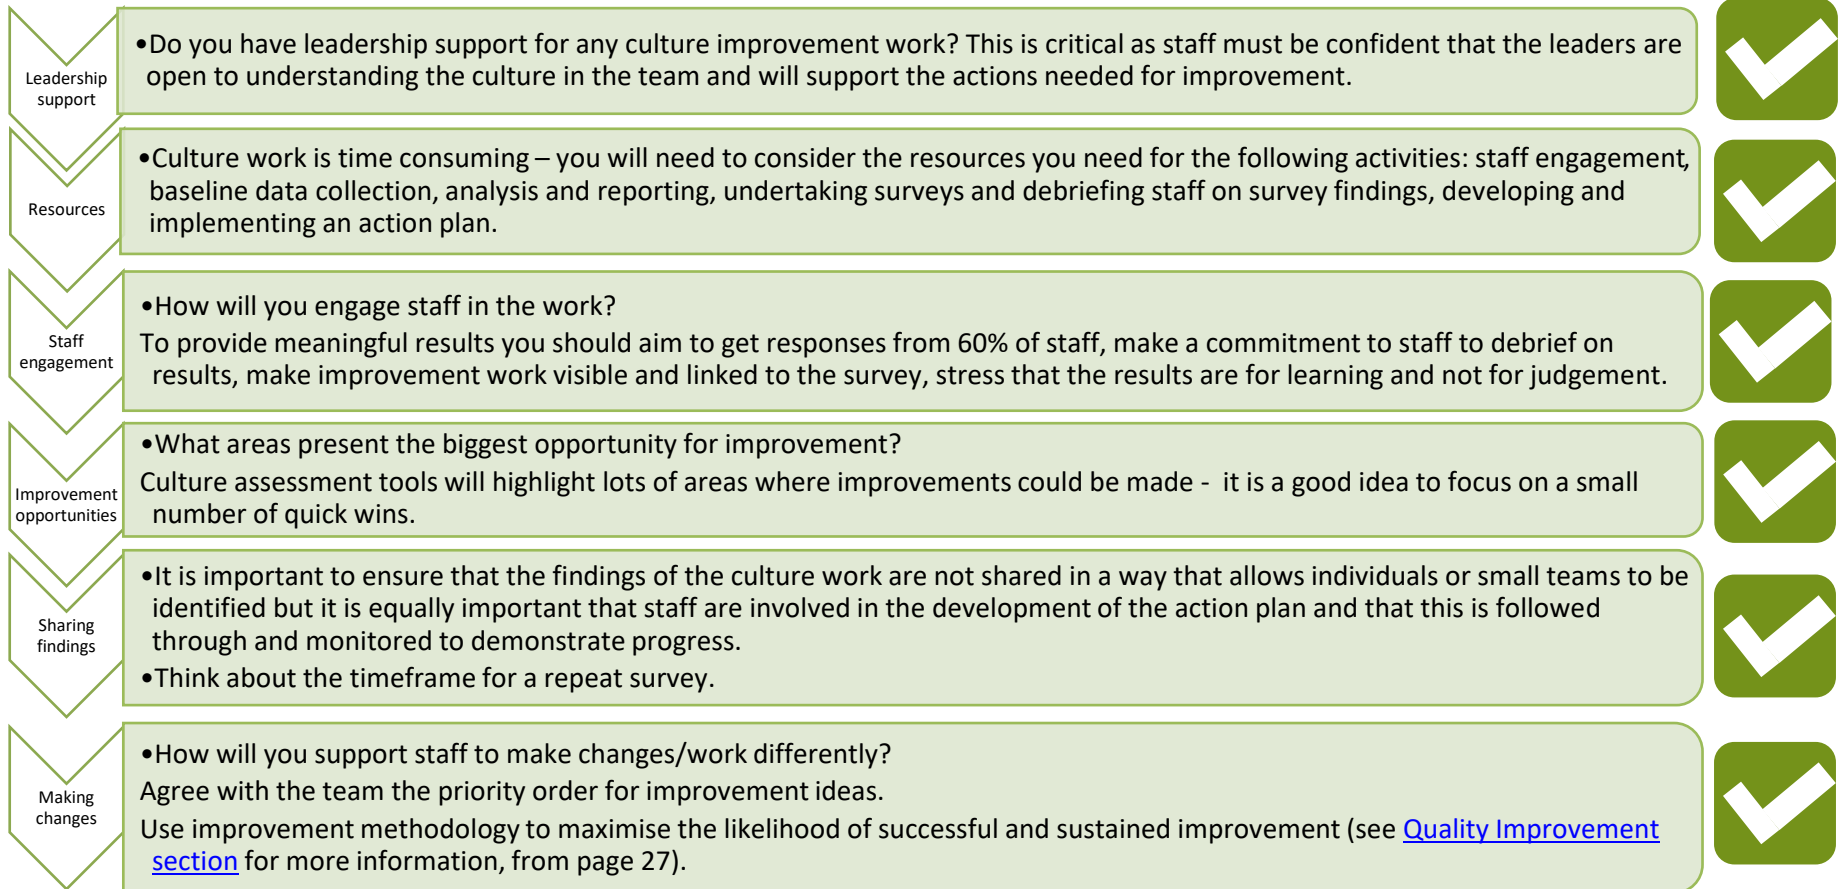 Leadership
support
•Do you have leadership support for any culture improvement work? This is critical as staff must be confident that the leaders are
open to understanding the culture in the team and will support the actions needed for improvement.
Resources
•Culture work is time consuming – you will need to consider the resources you need for the following activities: staff engagement,
baseline data collection, analysis and reporting, undertaking surveys and debriefing staff on survey findings, developing and
implementing an action plan.
Staff
engagement
•How will you engage staff in the work?
To provide meaningful results you should aim to get responses from 60% of staff, make a commitment to staff to debrief on
results, make improvement work visible and linked to the survey, stress that the results are for learning and not for judgement.
Improvement
opportunities
•What areas present the biggest opportunity for improvement?
Culture assessment tools will highlight lots of areas where improvements could be made - it is a good idea to focus on a small
number of quick wins.
Sharing
findings
•It is important to ensure that the findings of the culture work are not shared in a way that allows individuals or small teams to be
identified but it is equally important that staff are involved in the development of the action plan and that this is followed
through and monitored to demonstrate progress.
•Think about the timeframe for a repeat survey.
Making
changes
•How will you support staff to make changes/work differently?
Agree with the team the priority order for improvement ideas.
Use improvement methodology to maximise the likelihood of successful and sustained improvement (see Quality Improvement
section for more information, from page 27).